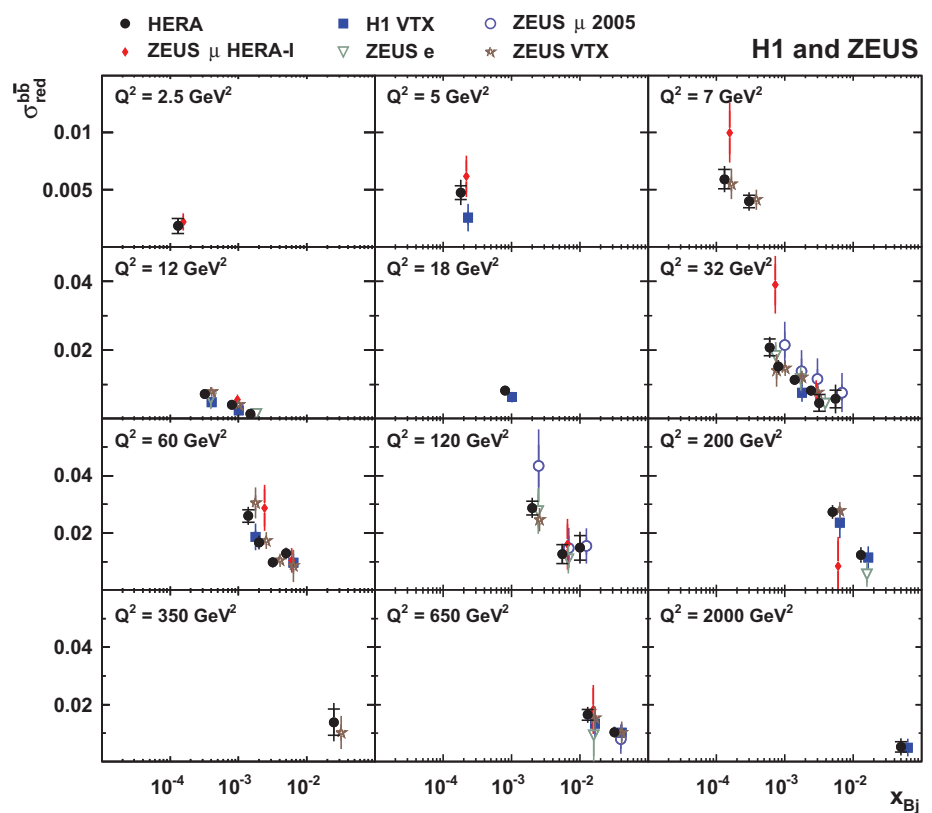 HERA H1 VTX ZEUS μ 2005
ZEUS μ HERA-I ZEUS e ZEUS VTX
H1 and ZEUS
σ_red^{bb̄}
Q² = 2.5 GeV² Q² = 5 GeV² Q² = 7 GeV²
0.01
0.005
Q² = 12 GeV² Q² = 18 GeV² Q² = 32 GeV²
0.04
0.02
Q² = 60 GeV² Q² = 120 GeV² Q² = 200 GeV²
0.04
0.02
Q² = 350 GeV² Q² = 650 GeV² Q² = 2000 GeV²
0.04
0.02
10⁻⁴ 10⁻³ 10⁻² 10⁻⁴ 10⁻³ 10⁻² 10⁻⁴ 10⁻³ 10⁻²
x_Bj